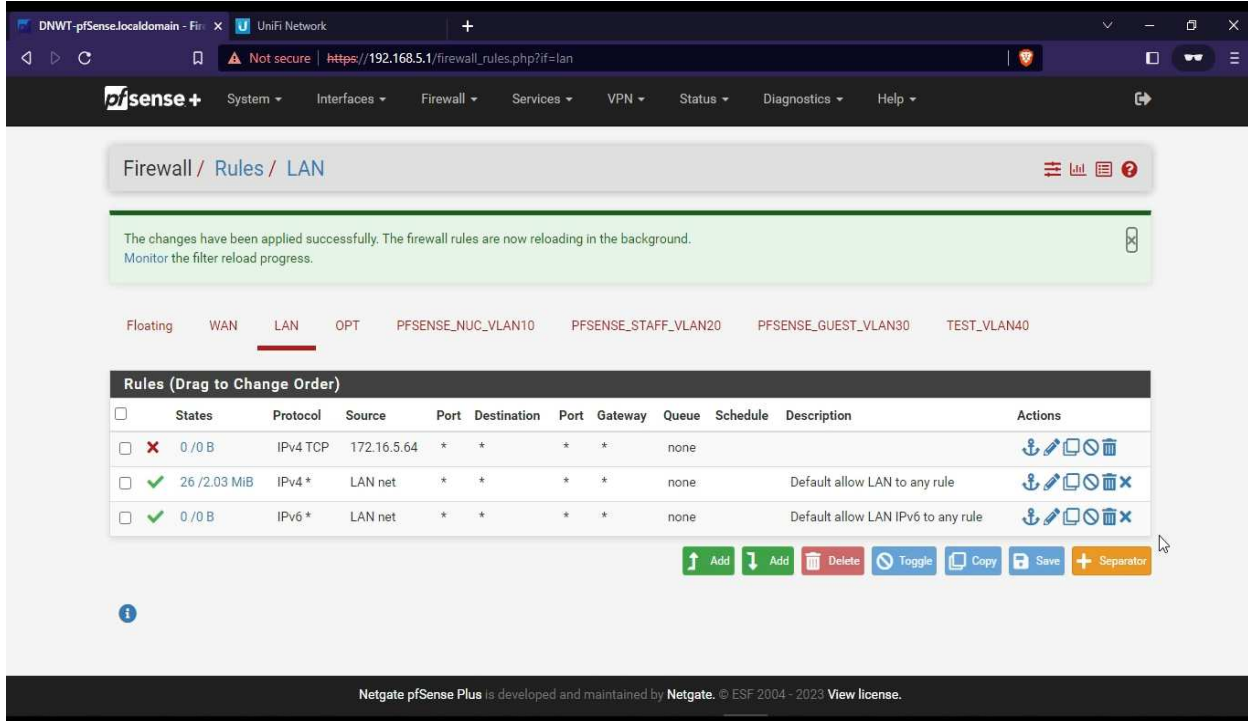 DNWT-pfSense.localdomain - Fire
UniFi Network
Not secure | https://192.168.5.1/firewall_rules.php?if=lan
pfsense +
System
Interfaces
Firewall
Services
VPN
Status
Diagnostics
Help
Firewall / Rules / LAN
The changes have been applied successfully. The firewall rules are now reloading in the background.
Monitor the filter reload progress.
Floating WAN LAN OPT PFSENSE_NUC_VLAN10 PFSENSE_STAFF_VLAN20 PFSENSE_GUEST_VLAN30 TEST_VLAN40
Rules (Drag to Change Order)
States Protocol Source Port Destination Port Gateway Queue Schedule Description Actions
0 /0 B IPv4 TCP 172.16.5.64 * * * * none
26 /2.03 MiB IPv4 * LAN net * * * * none Default allow LAN to any rule
0 /0 B IPv6 * LAN net * * * * none Default allow LAN IPv6 to any rule
Add Add Delete Toggle Copy Save Separator
Netgate pfSense Plus is developed and maintained by Netgate. © ESF 2004 - 2023 View license.